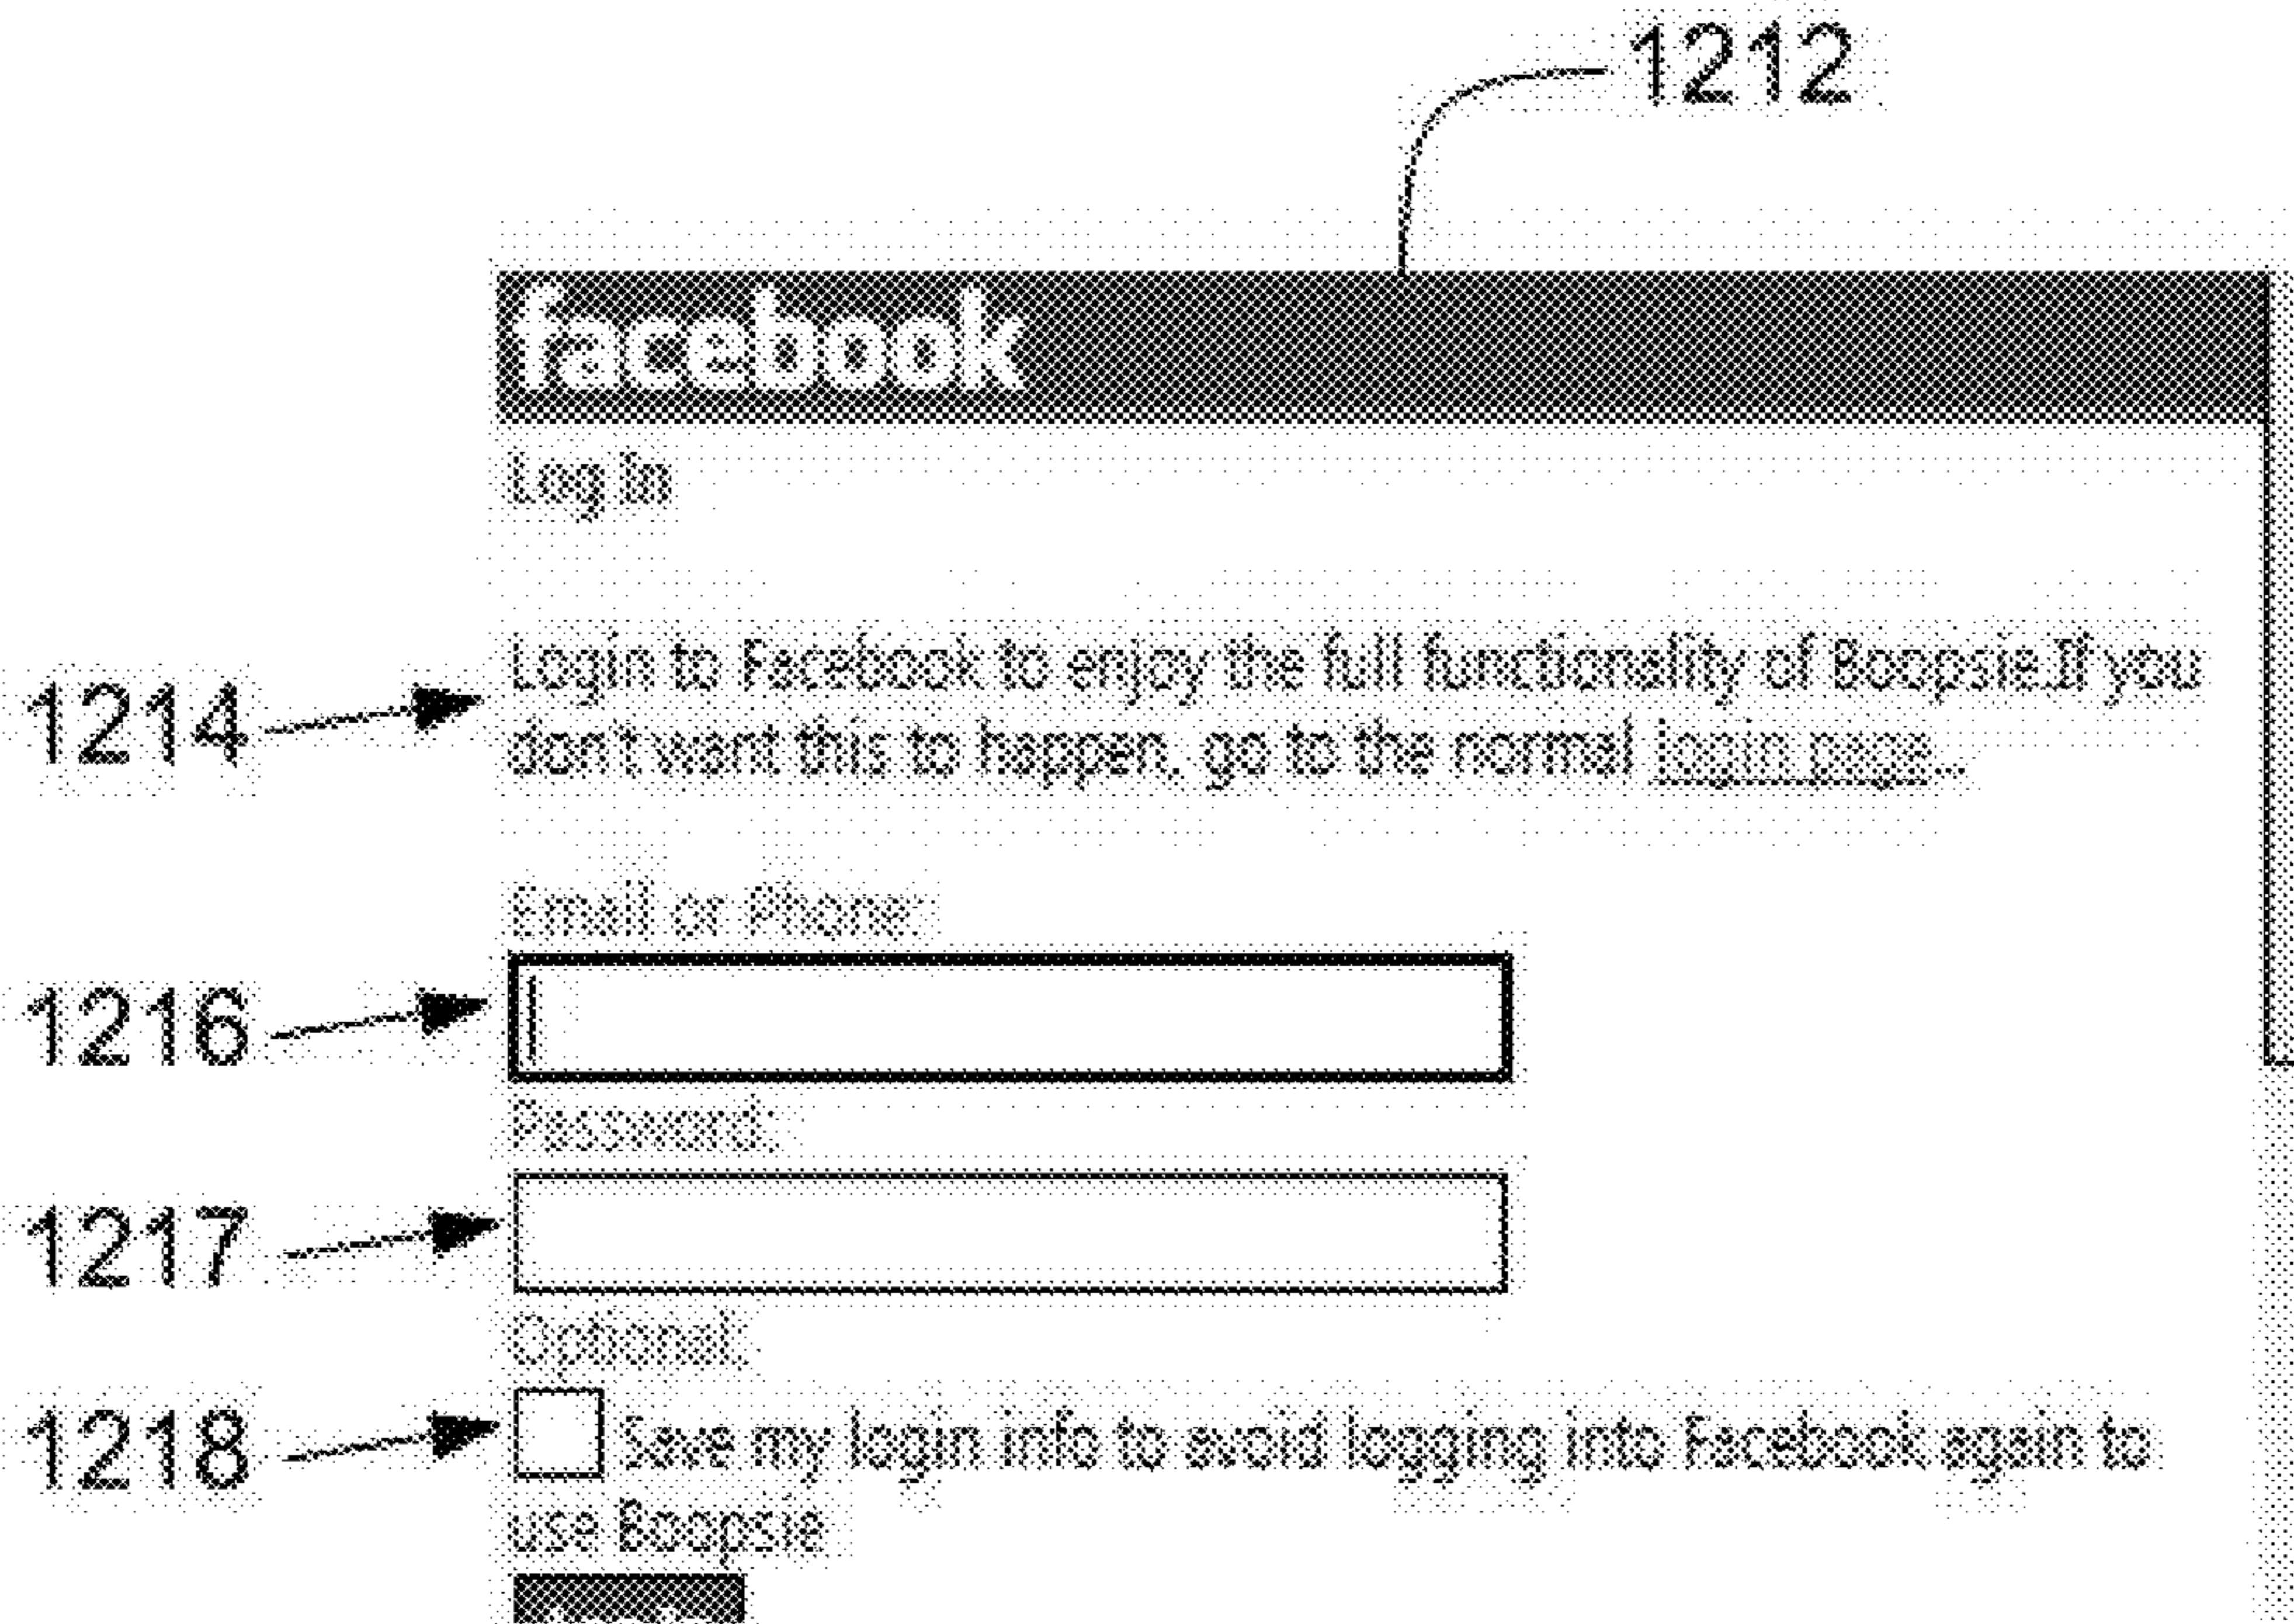 1212
facebook
Log in
1214
Login to Facebook to enjoy the full functionality of Boopsie.If you
don't want this to happen, go to the normal login page.
Email or Phone:
1216
Password:
1217
Optional:
1218
Save my login info to avoid logging into Facebook again to
use Boopsie